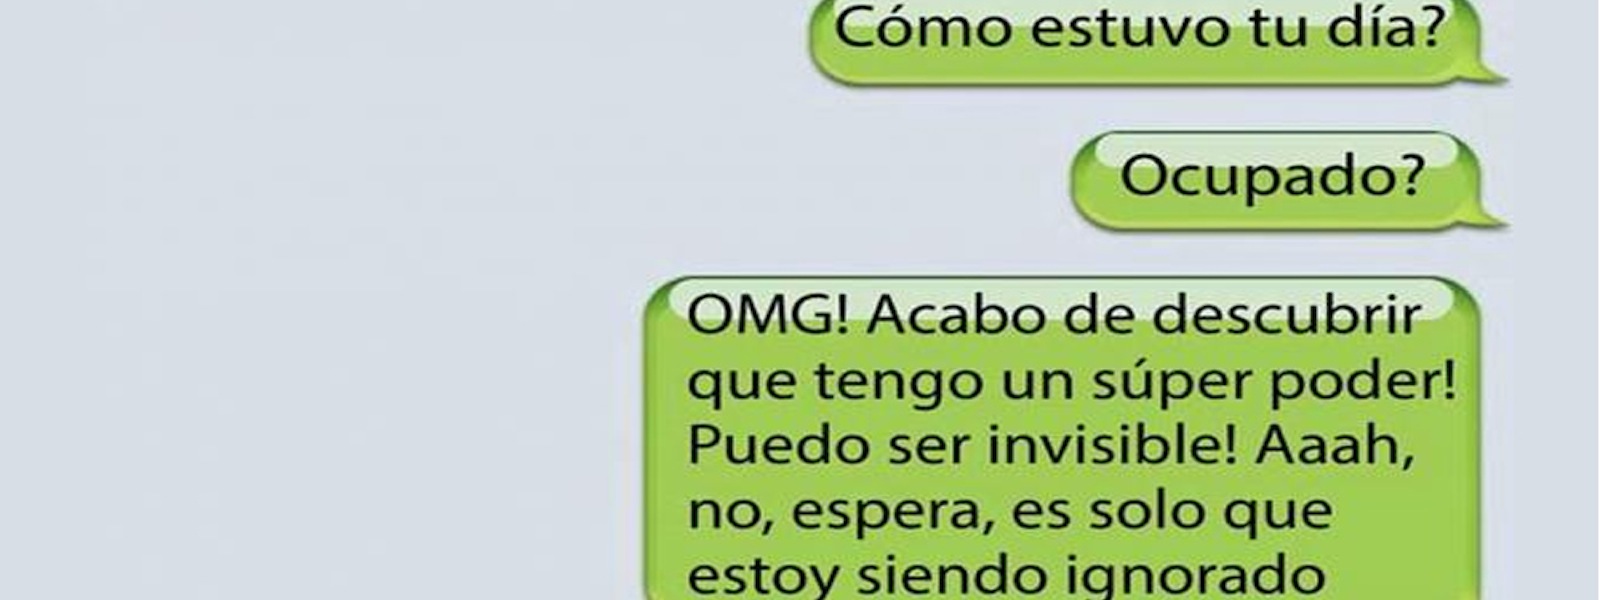 Cómo estuvo tu día?
Ocupado?
OMG! Acabo de descubrir
que tengo un súper poder!
Puedo ser invisible! Aaah,
no, espera, es solo que
estoy siendo ignorado